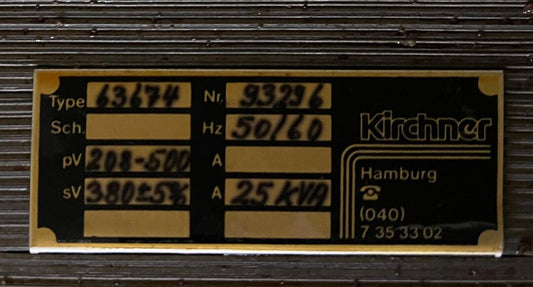 Type 63674 Nr. 93296
Sch. Hz 50/60
pV 208-500 A
sV 380±5% A 25 KVA
Kirchner
Hamburg
☎
(040)
7 35 33 02